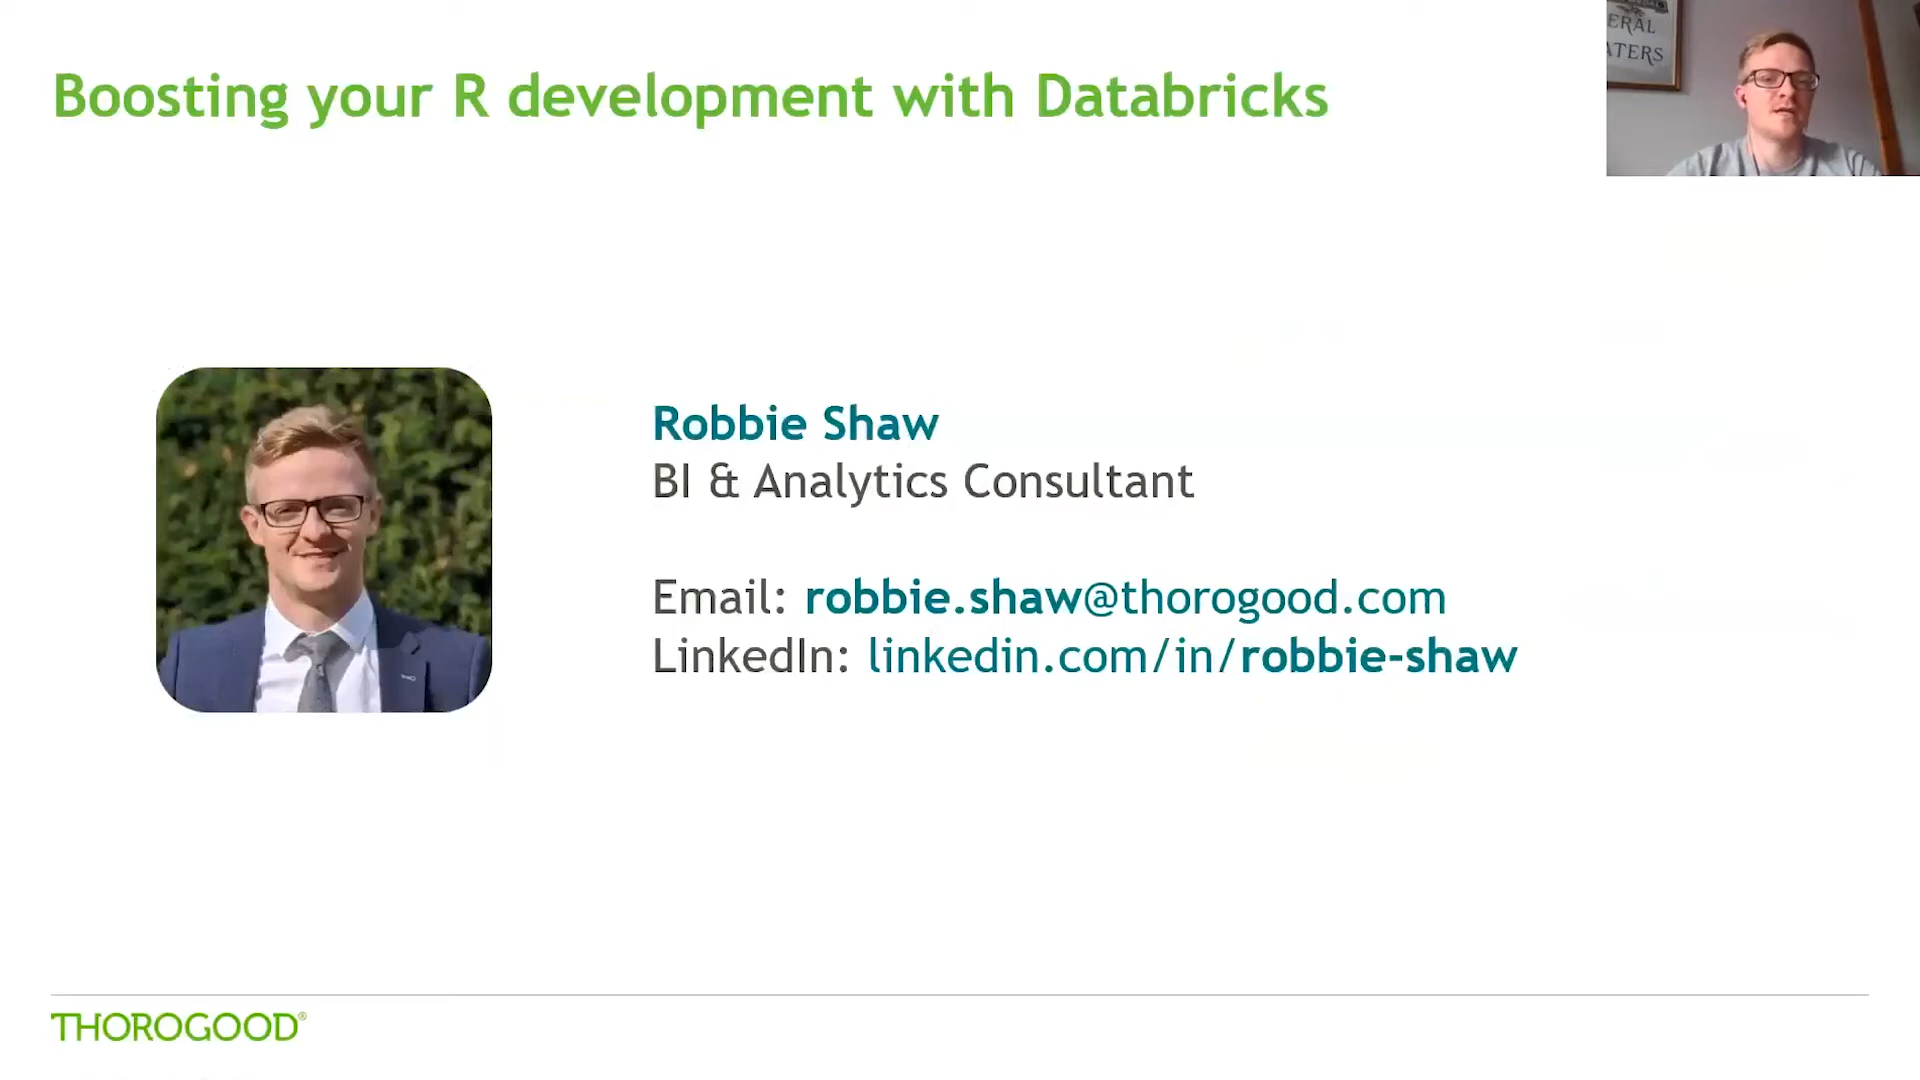 Boosting your R development with Databricks
ERAL
ATERS
Robbie Shaw
BI & Analytics Consultant
Email: robbie.shaw@thorogood.com
LinkedIn: linkedin.com/in/robbie-shaw
THOROGOOD®